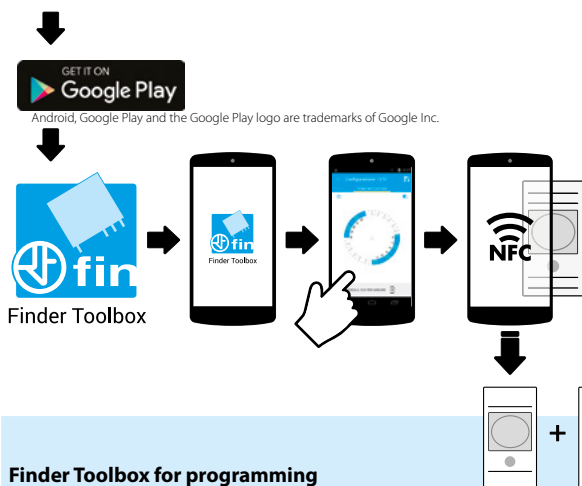 GET IT ON
Google Play
Android, Google Play and the Google Play logo are trademarks of Google Inc.
fin
Finder Toolbox
fin
Finder Toolbox
NFC
+
Finder Toolbox for programming